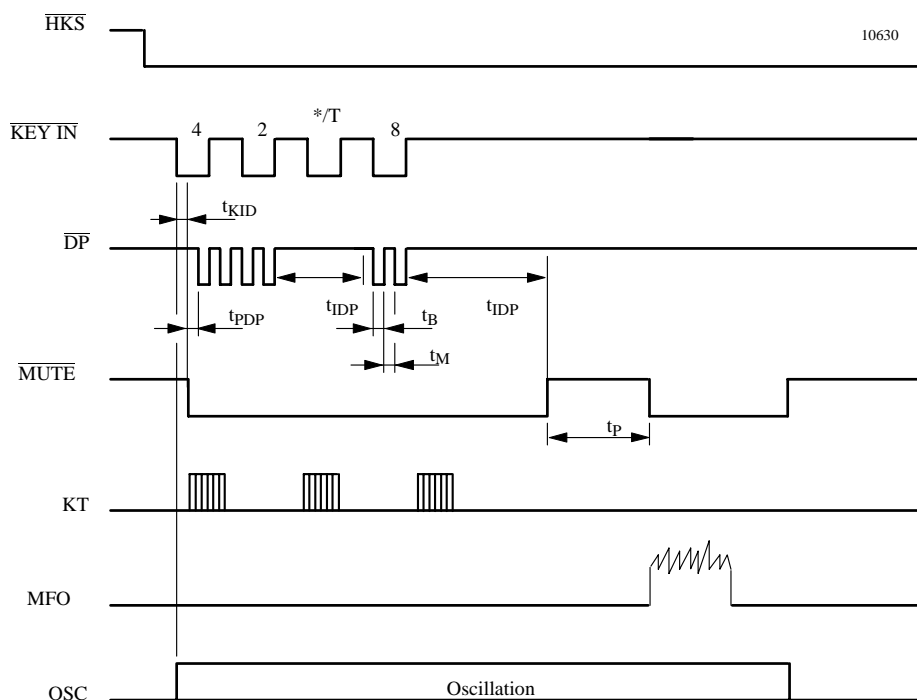 HKS
10630
KEY IN
4
2
*/T
8
tKID
DP
tPDP
tIDP
tB
tIDP
tM
MUTE
tP
KT
MFO
OSC
Oscillation